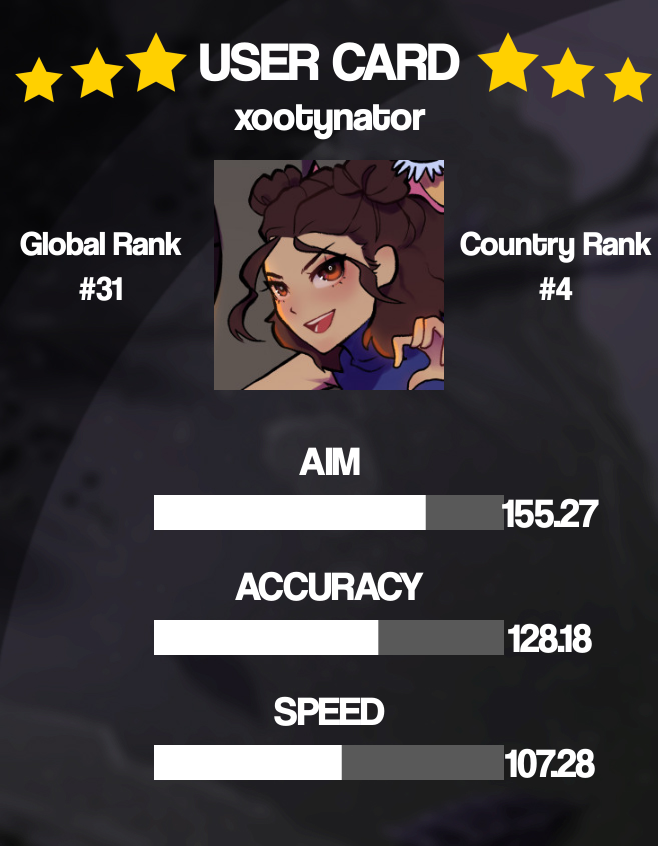 USER CARD
xootynator
Global Rank
#31
Country Rank
#4
AIM
155.27
ACCURACY
128.18
SPEED
107.28